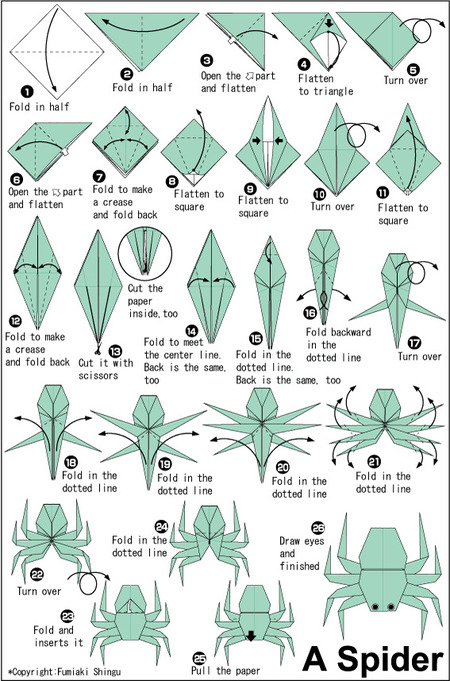 1
Fold in half
2
Fold in half
3
Open the part
and flatten
4
Flatten
to triangle
5
Turn over
6
Open the part
and flatten
7
Fold to make
a crease
and fold back
8
Flatten to
square
9
Flatten to
square
10
Turn over
11
Flatten to
square
12
Fold to make
a crease
and fold back
13
Cut it with
scissors
Cut the
paper
inside, too
14
Fold to meet
the center line.
Back is the same,
too
15
Fold in the
dotted line.
Back is the same, too
16
Fold backward
in the
dotted line
17
Turn over
18
Fold in the
dotted line
19
Fold in the
dotted line
20
Fold in the
dotted line
21
Fold in the
dotted line
22
Turn over
23
Fold and
inserts it
24
Fold in the
dotted line
25
Pull the paper
26
Draw eyes
and
finished
A Spider
*Copyright:Fumiaki Shingu